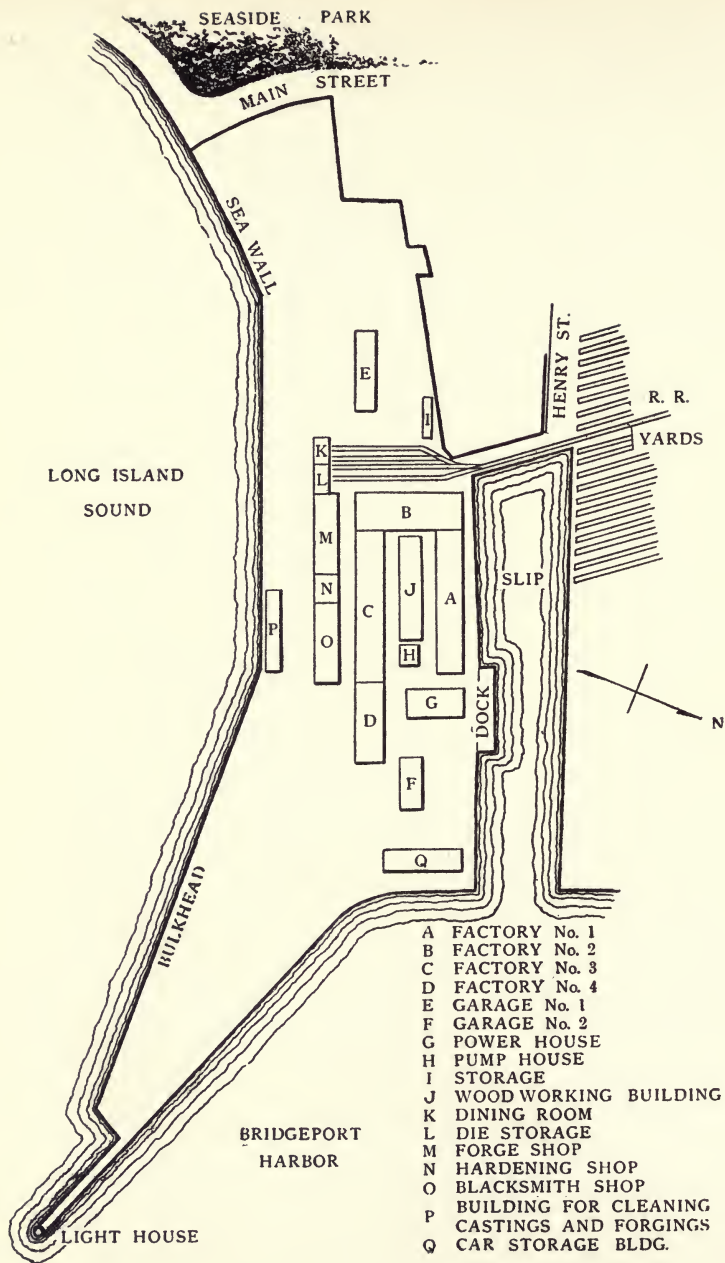 SEASIDE PARK
MAIN STREET
SEA WALL
HENRY ST.
R. R.
YARDS
E
I
K
L
LONG ISLAND
SOUND
B
M
SLIP
J
A
N
C
P
O
H
DOCK
G
D
N
F
Q
BULKHEAD
A FACTORY No. 1
B FACTORY No. 2
C FACTORY No. 3
D FACTORY No. 4
E GARAGE No. 1
F GARAGE No. 2
G POWER HOUSE
H PUMP HOUSE
I STORAGE
J WOOD WORKING BUILDING
K DINING ROOM
L DIE STORAGE
M FORGE SHOP
N HARDENING SHOP
O BLACKSMITH SHOP
P BUILDING FOR CLEANING
CASTINGS AND FORGINGS
Q CAR STORAGE BLDG.
BRIDGEPORT
HARBOR
LIGHT HOUSE